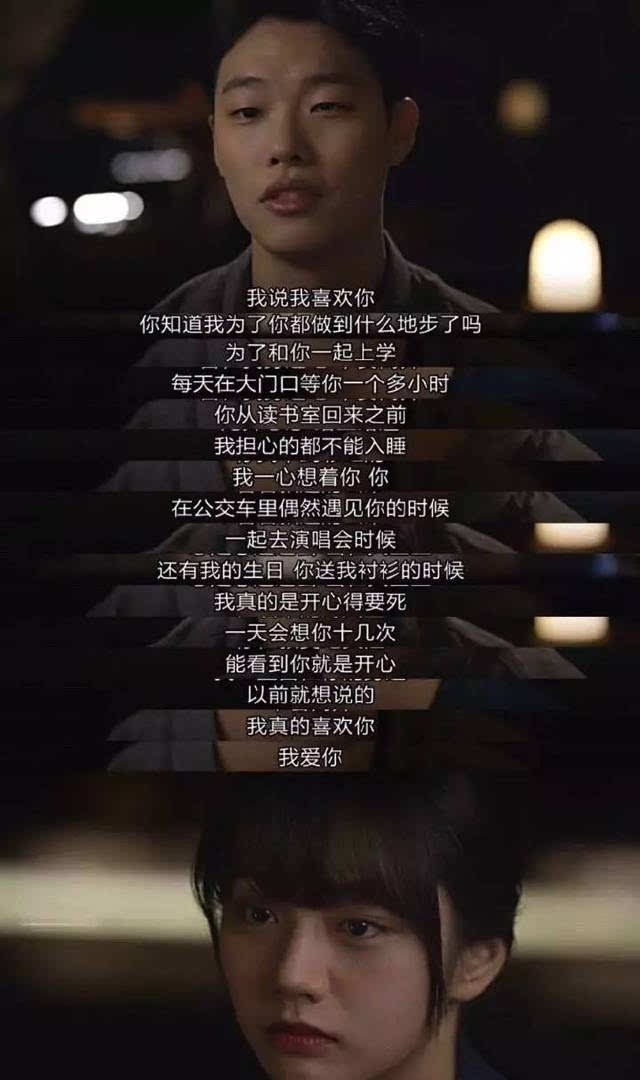 我说我喜欢你
你知道我为了你都做到什么地步了吗
为了和你一起上学
每天在大门口等你一个多小时
你从读书室回来之前
我担心的都不能入睡
我一心想着你 你
在公交车里偶然遇见你的时候
一起去演唱会时候
还有我的生日 你送我衬衫的时候
我真的是开心得要死
一天会想你十几次
能看到你就是开心
以前就想说的
我真的喜欢你
我爱你